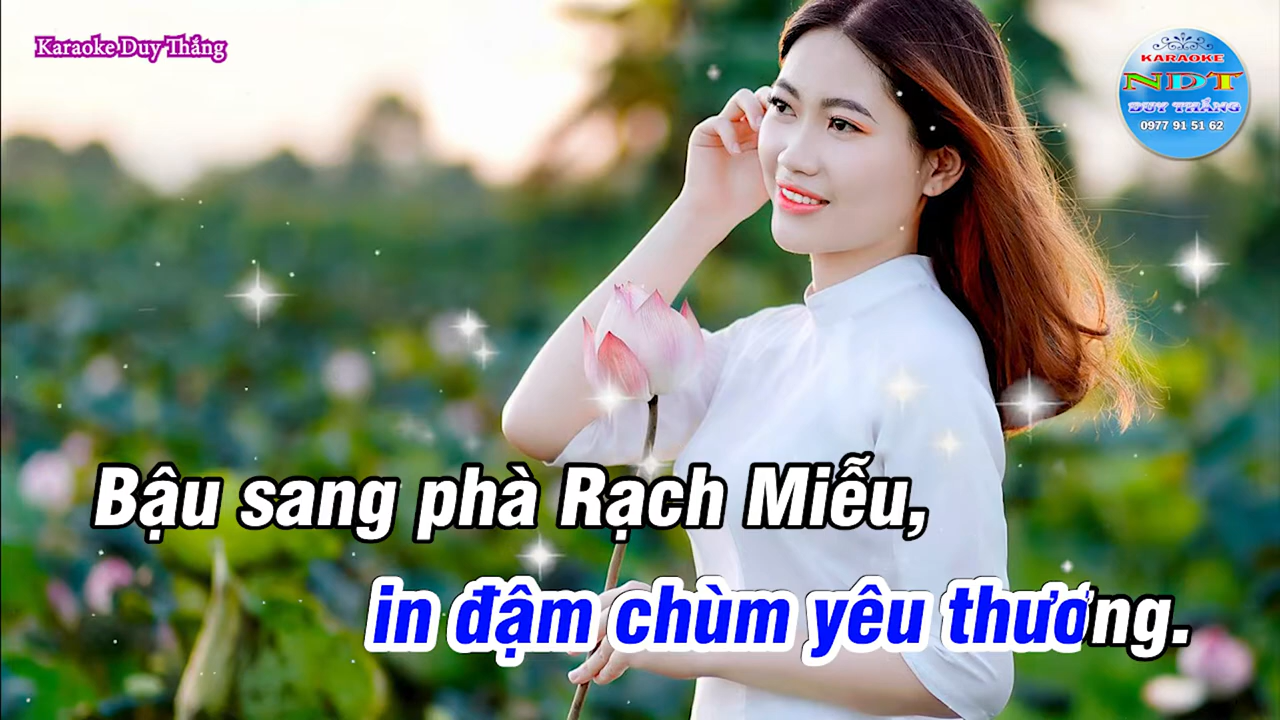 Karaoke Duy Thắng
KARAOKE
NDT
DUY THẮNG
0977 91 51 62
Bậu sang phà Rạch Miễu,
in đậm chùm yêu thương.